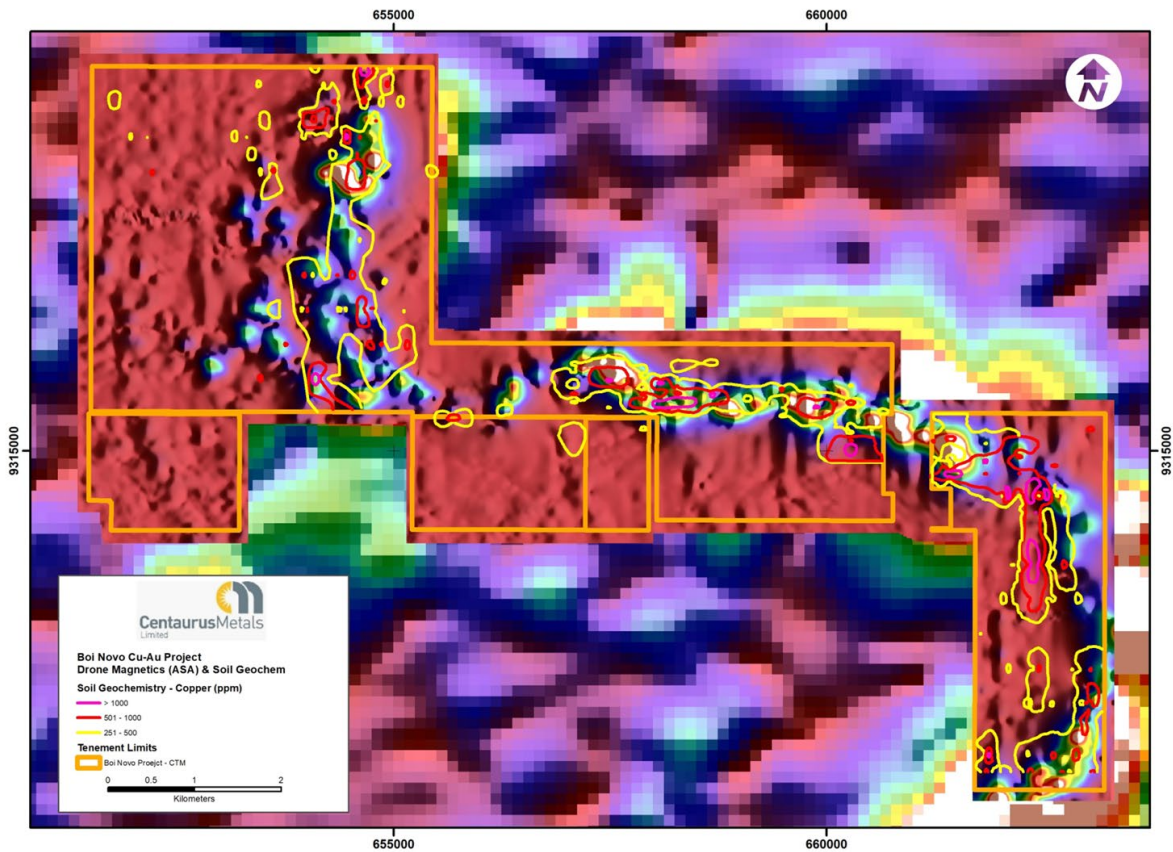 655000
660000
N
9315000
9315000
CentaurusMetals
Limited
Boi Novo Cu-Au Project
Drone Magnetics (ASA) & Soil Geochem
Soil Geochemistry - Copper (ppm)
> 1000
501 - 1000
251 - 500
Tenement Limits
Boi Novo Proejct - CTM
0 0.5 1 2
Kilometers
655000
660000